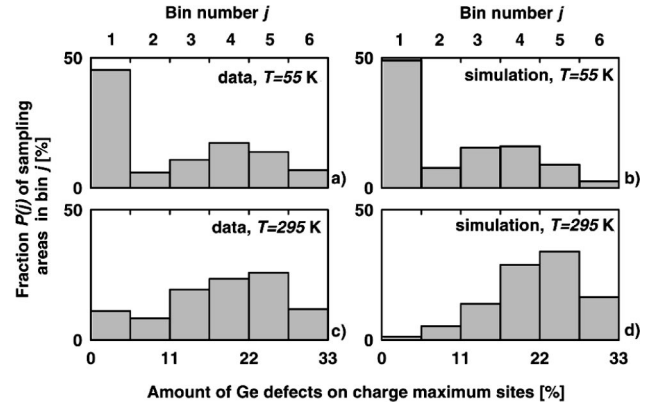 Bin number j
Bin number j
1 2 3 4 5 6
1 2 3 4 5 6
50
data, T=55 K
a)
0
50
simulation, T=55 K
b)
0
50
data, T=295 K
c)
0
50
simulation, T=295 K
d)
0
0 11 22 33
0 11 22 33
Fraction P(j) of sampling
areas in bin j [%]
Amount of Ge defects on charge maximum sites [%]